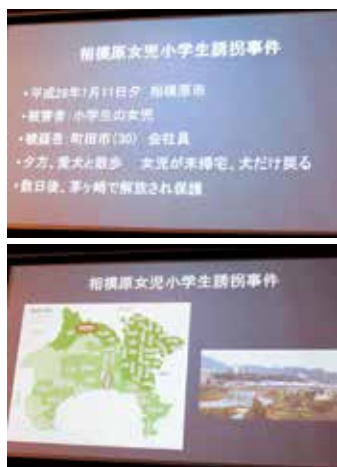 相模原女児小学生誘拐事件
・平成26年1月11日夕 相模原市
・被害者 小学生の女児
・被疑者 町田市(30) 会社員
・夕方、愛犬と散歩 女児が未帰宅、犬だけ戻る
・数日後、茅ヶ崎で解放され保護
相模原女児小学生誘拐事件